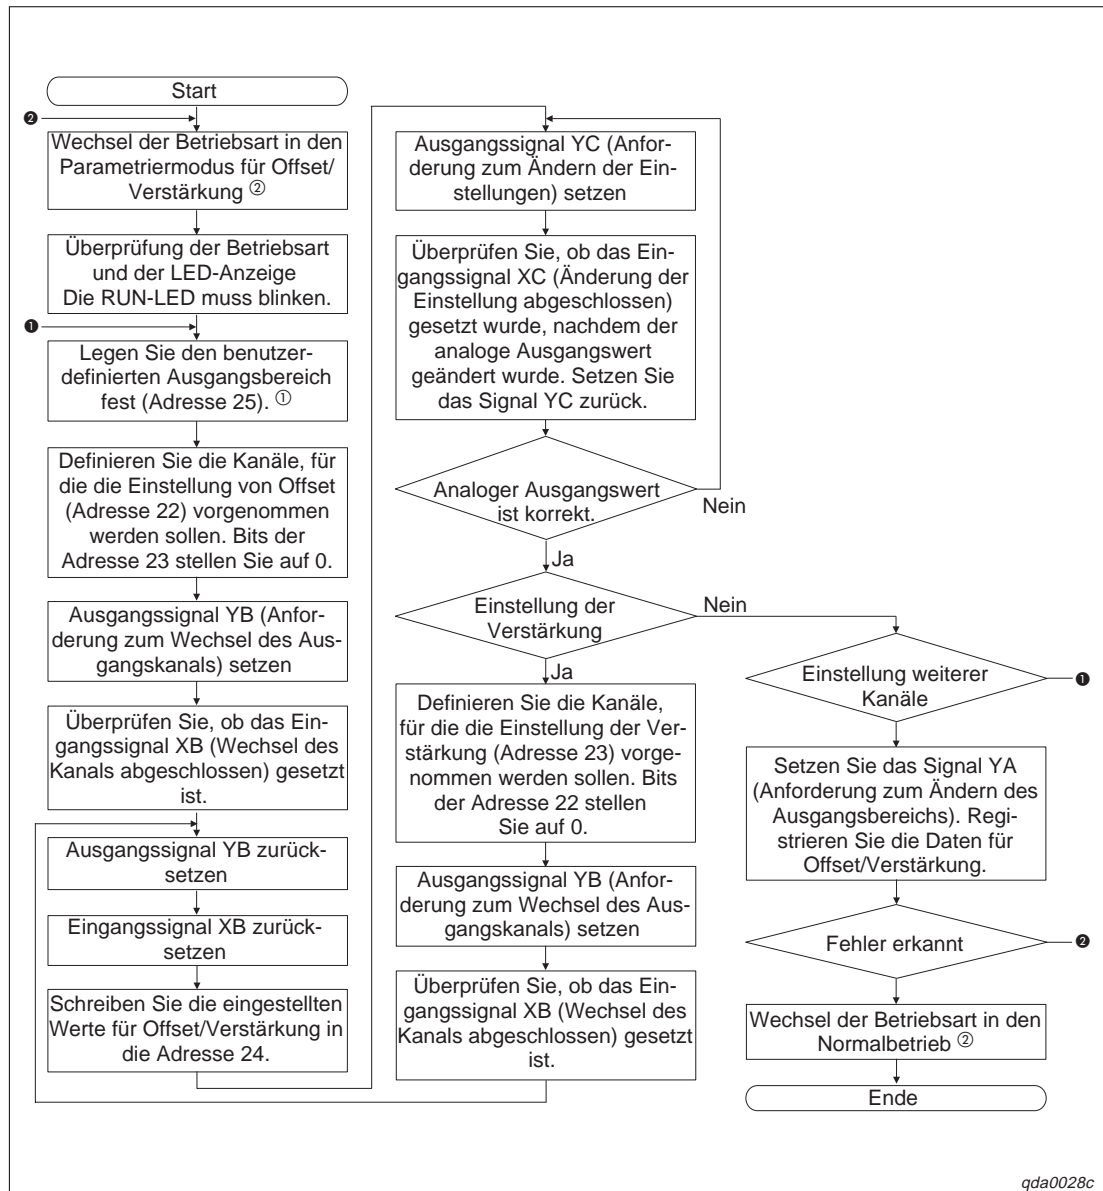 Start
❷
Wechsel der Betriebsart in den
Parametriermodus für Offset/
Verstärkung ②
Überprüfung der Betriebsart
und der LED-Anzeige
Die RUN-LED muss blinken.
❶
Legen Sie den benutzer-
definierten Ausgangsbereich
fest (Adresse 25). ①
Definieren Sie die Kanäle, für
die die Einstellung von Offset
(Adresse 22) vorgenommen
werden sollen. Bits der
Adresse 23 stellen Sie auf 0.
Ausgangssignal YB (Anfor-
derung zum Wechsel des Aus-
gangskanals) setzen
Überprüfen Sie, ob das Ein-
gangssignal XB (Wechsel des
Kanals abgeschlossen) gesetzt
ist.
Ausgangssignal YB zurück-
setzen
Eingangssignal XB zurück-
setzen
Schreiben Sie die eingestellten
Werte für Offset/Verstärkung in
die Adresse 24.
Ausgangssignal YC (Anfor-
derung zum Ändern der Ein-
stellungen) setzen
Überprüfen Sie, ob das Ein-
gangssignal XC (Änderung der
Einstellung abgeschlossen)
gesetzt wurde, nachdem der
analoge Ausgangswert
geändert wurde. Setzen Sie
das Signal YC zurück.
Analoger Ausgangswert
ist korrekt.
Nein
Ja
Einstellung der
Verstärkung
Nein
Ja
Definieren Sie die Kanäle,
für die die Einstellung der Ver-
stärkung (Adresse 23) vorge-
nommen werden sollen. Bits
der Adresse 22 stellen
Sie auf 0.
Ausgangssignal YB (Anfor-
derung zum Wechsel des Aus-
gangskanals) setzen
Überprüfen Sie, ob das Ein-
gangssignal XB (Wechsel des
Kanals abgeschlossen) gesetzt
ist.
Einstellung weiterer
Kanäle
❶
Setzen Sie das Signal YA
(Anforderung zum Ändern des
Ausgangsbereichs). Regi-
strieren Sie die Daten für
Offset/Verstärkung.
Fehler erkannt
❷
Wechsel der Betriebsart in den
Normalbetrieb ②
Ende
qda0028c